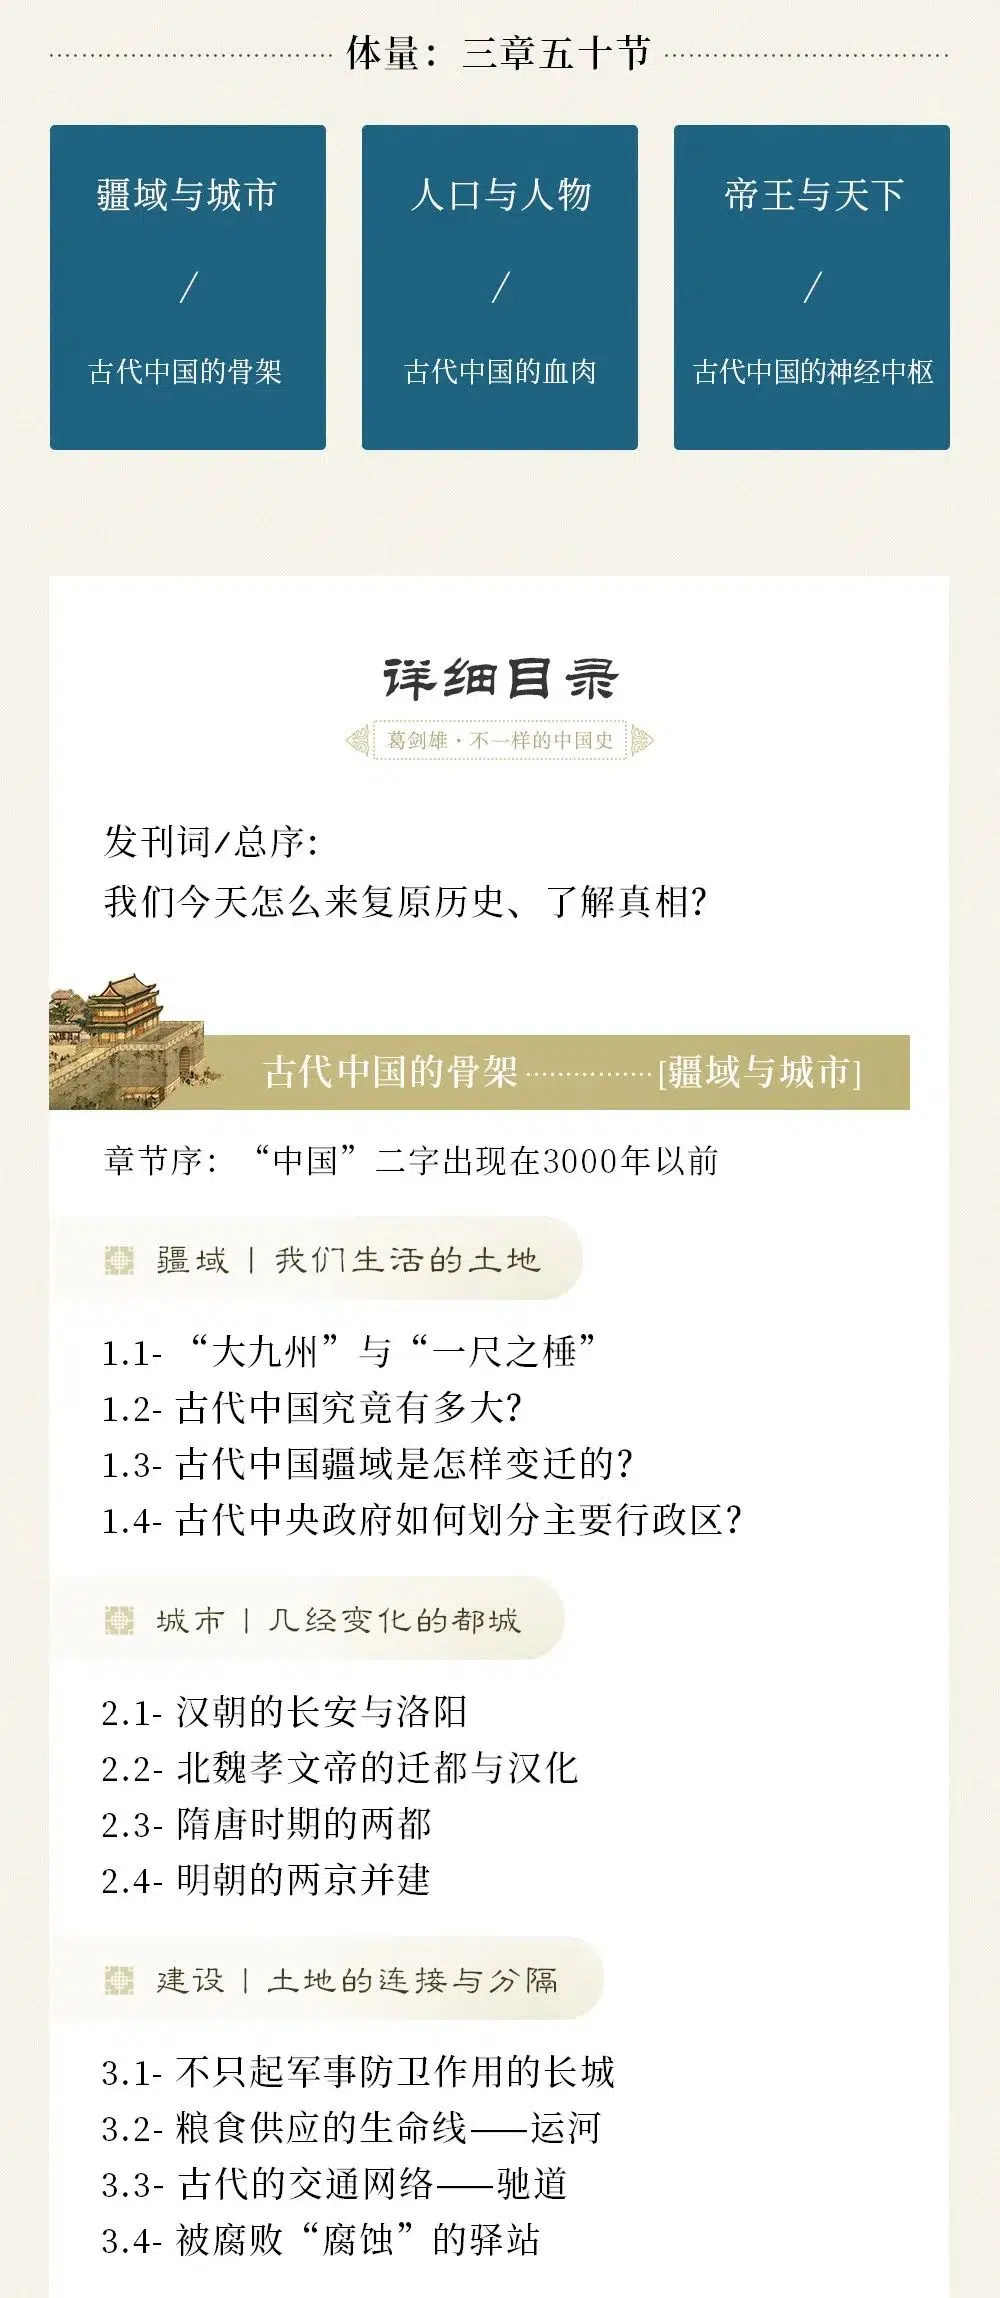 体量：三章五十节
疆域与城市
/
古代中国的骨架
人口与人物
/
古代中国的血肉
帝王与天下
/
古代中国的神经中枢
详细目录
葛剑雄·不一样的中国史
发刊词/总序：
我们今天怎么来复原历史、了解真相？
古代中国的骨架……………[疆域与城市]
章节序：“中国”二字出现在3000年以前
疆域 | 我们生活的土地
1.1- “大九州”与“一尺之棰”
1.2- 古代中国究竟有多大？
1.3- 古代中国疆域是怎样变迁的？
1.4- 古代中央政府如何划分主要行政区？
城市 | 几经变化的都城
2.1- 汉朝的长安与洛阳
2.2- 北魏孝文帝的迁都与汉化
2.3- 隋唐时期的两都
2.4- 明朝的两京并建
建设 | 土地的连接与分隔
3.1- 不只起军事防卫作用的长城
3.2- 粮食供应的生命线——运河
3.3- 古代的交通网络——驰道
3.4- 被腐败“腐蚀”的驿站